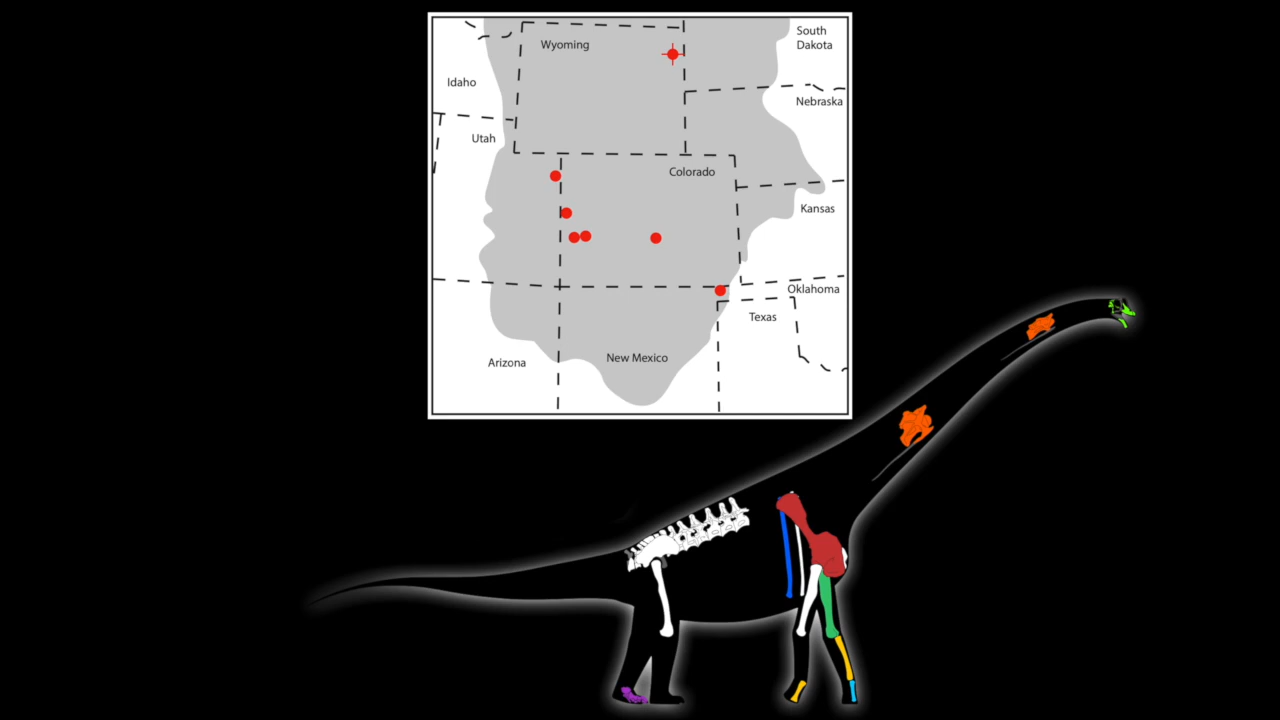 Wyoming
South
Dakota
Idaho
Nebraska
Utah
Colorado
Kansas
Oklahoma
Texas
New Mexico
Arizona